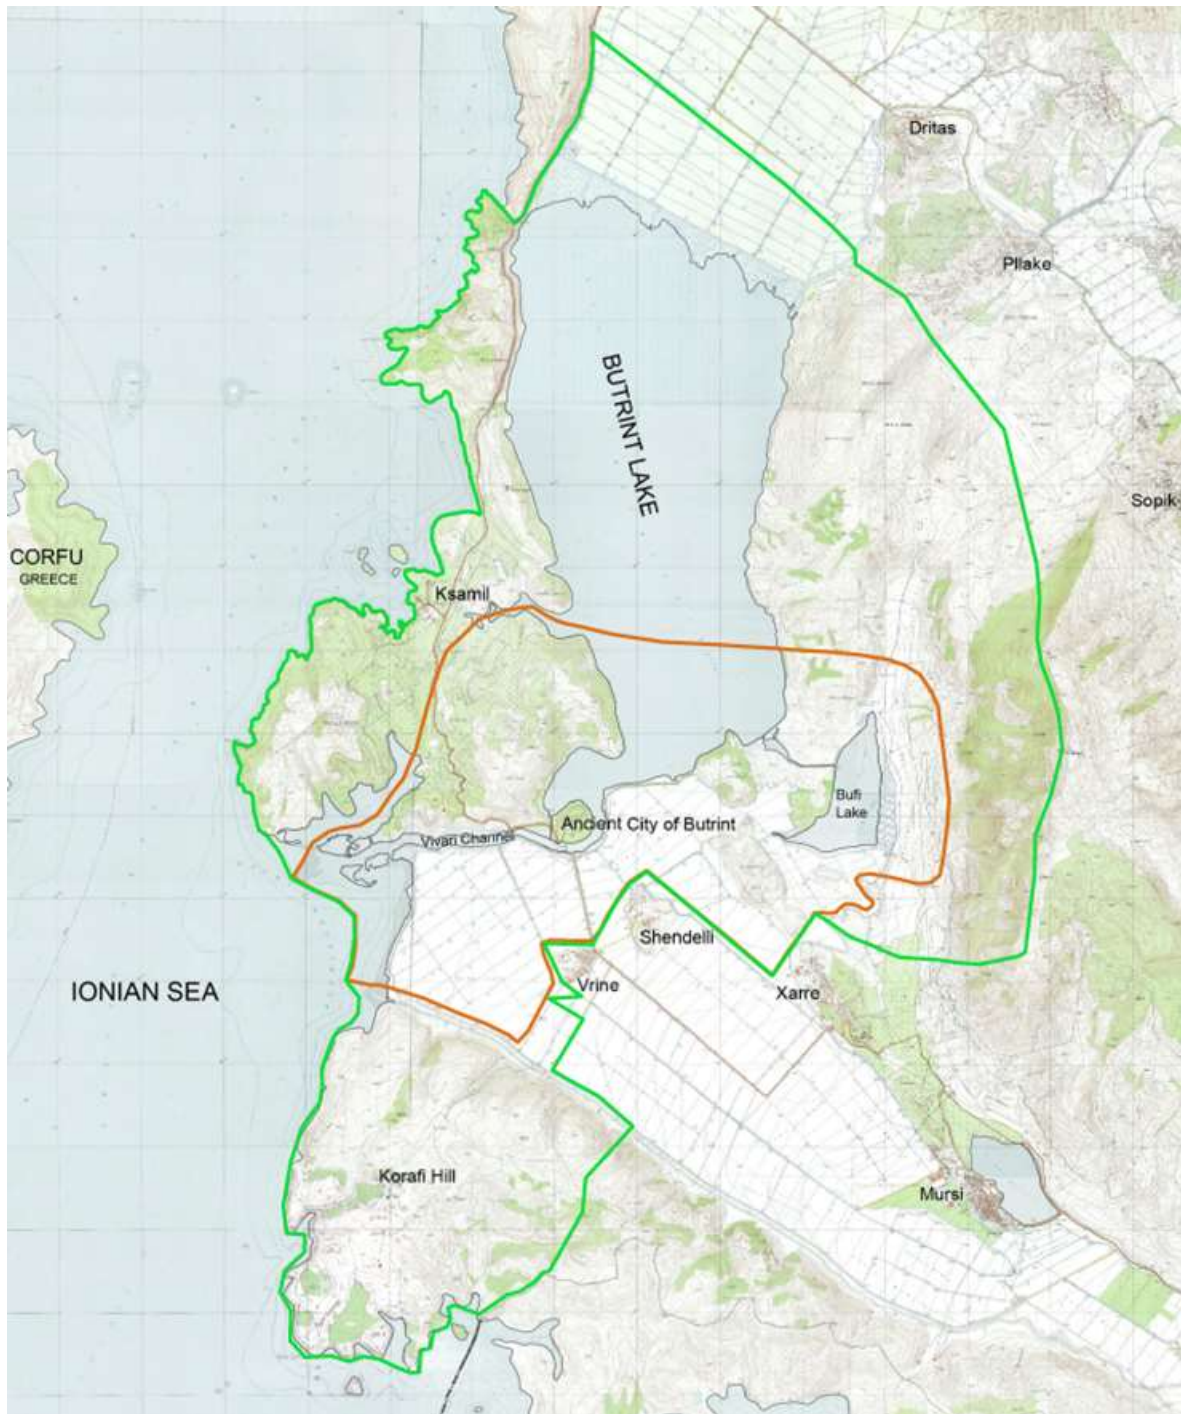 Dritas
Pllake
BUTRINT LAKE
Sopik
CORFU
GREECE
Ksamil
Bufi
Lake
Ancient City of Butrint
Vivari Channel
Shendelli
Vrine
Xarre
IONIAN SEA
Korafi Hill
Mursi